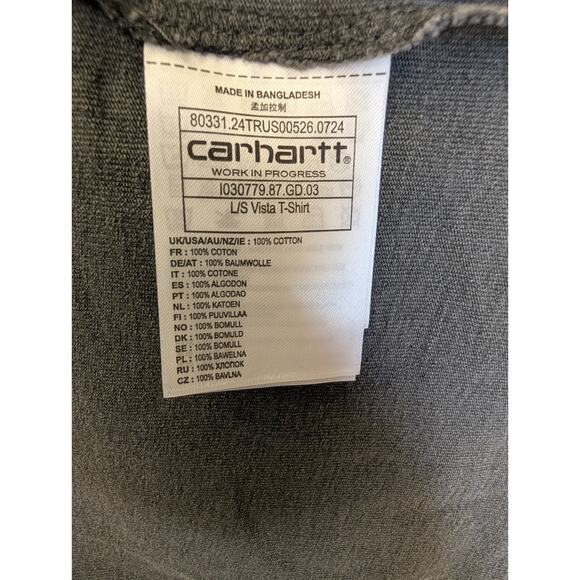 MADE IN BANGLADESH
孟加拉制
80331.24TRUS00526.0724
carhartt®
WORK IN PROGRESS
I030779.87.GD.03
L/S Vista T-Shirt
UK/USA/AU/NZ/IE : 100% COTTON
FR : 100% COTON
DE/AT : 100% BAUMWOLLE
IT : 100% COTONE
ES : 100% ALGODON
PT : 100% ALGODAO
NL : 100% KATOEN
FI : 100% PUUVILLAA
NO : 100% BOMULL
DK : 100% BOMULD
SE : 100% BOMULL
PL : 100% BAWELNA
RU : 100% ХЛОПОК
CZ : 100% BAVLNA